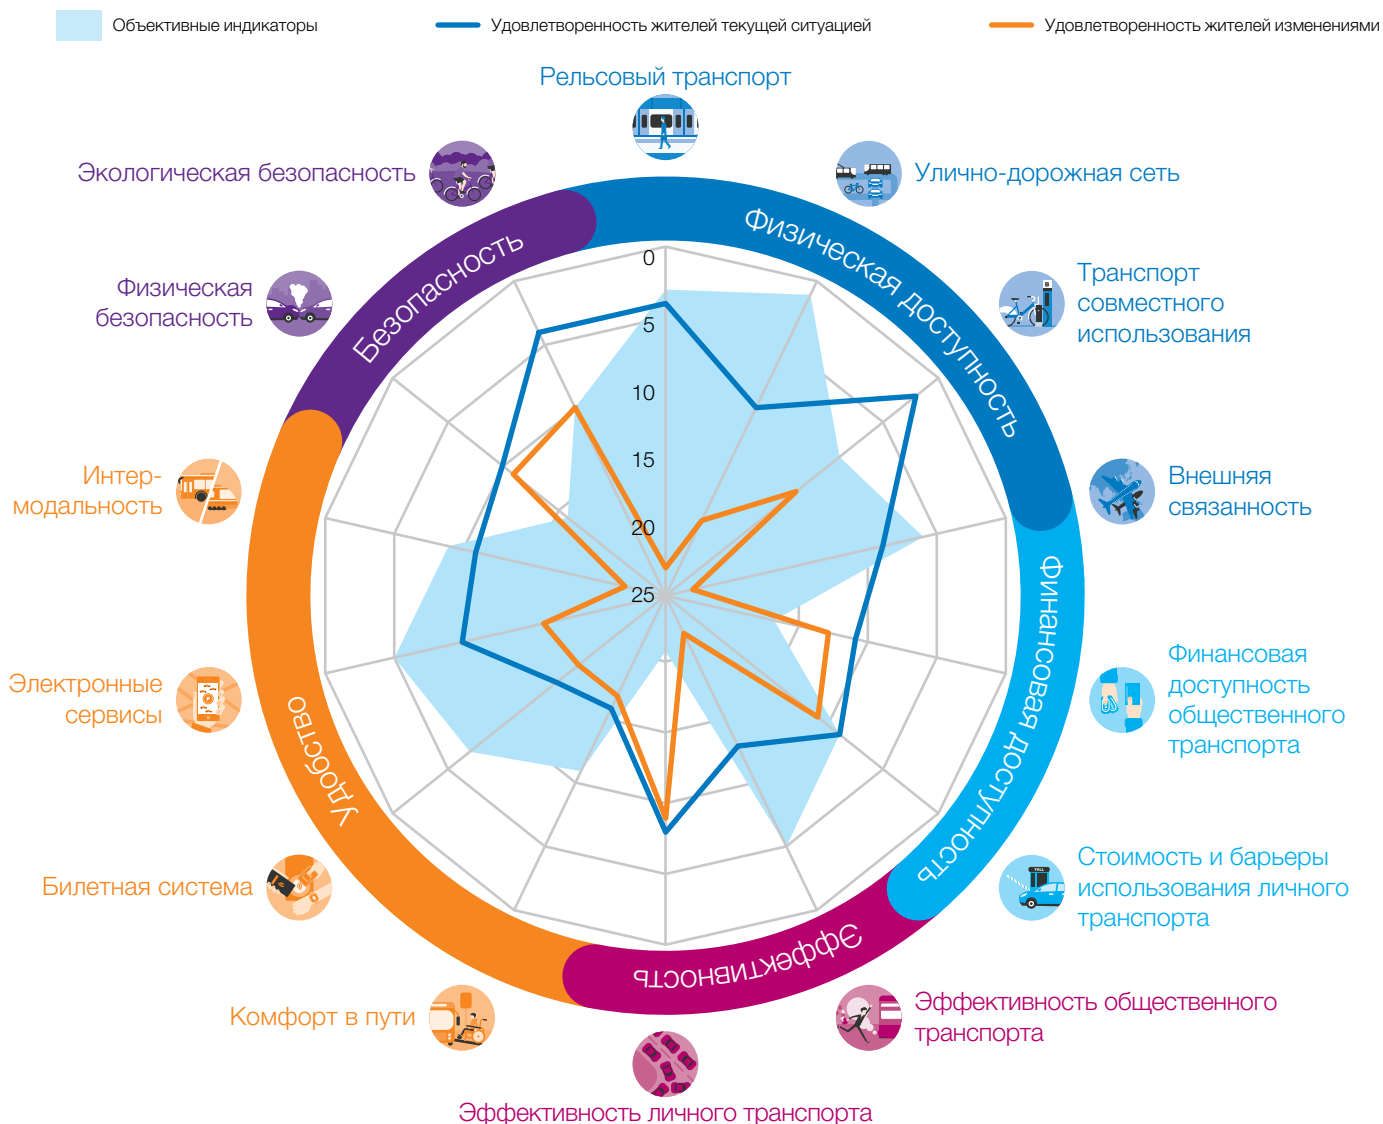 Объективные индикаторы
Удовлетворенность жителей текущей ситуацией
Удовлетворенность жителей изменениями
Рельсовый транспорт
Экологическая безопасность
Улично-дорожная сеть
Физическая
безопасность
Транспорт
совместного
использования
Безопасность
Физическая доступность
0
5
10
15
20
25
Интер-
модальность
Внешняя
связанность
Финансовая доступность
Электронные
сервисы
Финансовая
доступность
общественного
транспорта
Удобство
Билетная система
TOLL
Стоимость и барьеры
использования личного
транспорта
Эффективность
Комфорт в пути
Эффективность общественного
транспорта
Эффективность личного транспорта